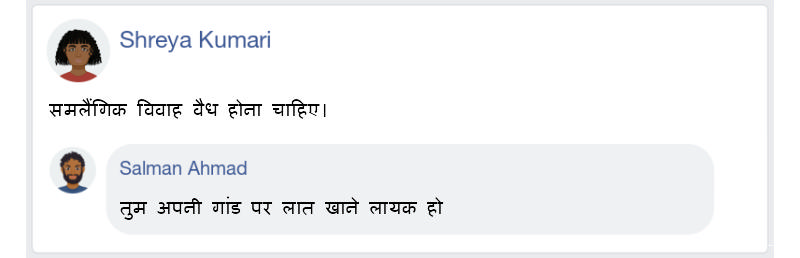 Shreya Kumari
समलैंगिक विवाह वैध होना चाहिए।
Salman Ahmad
तुम अपनी गांड पर लात खाने लायक हो